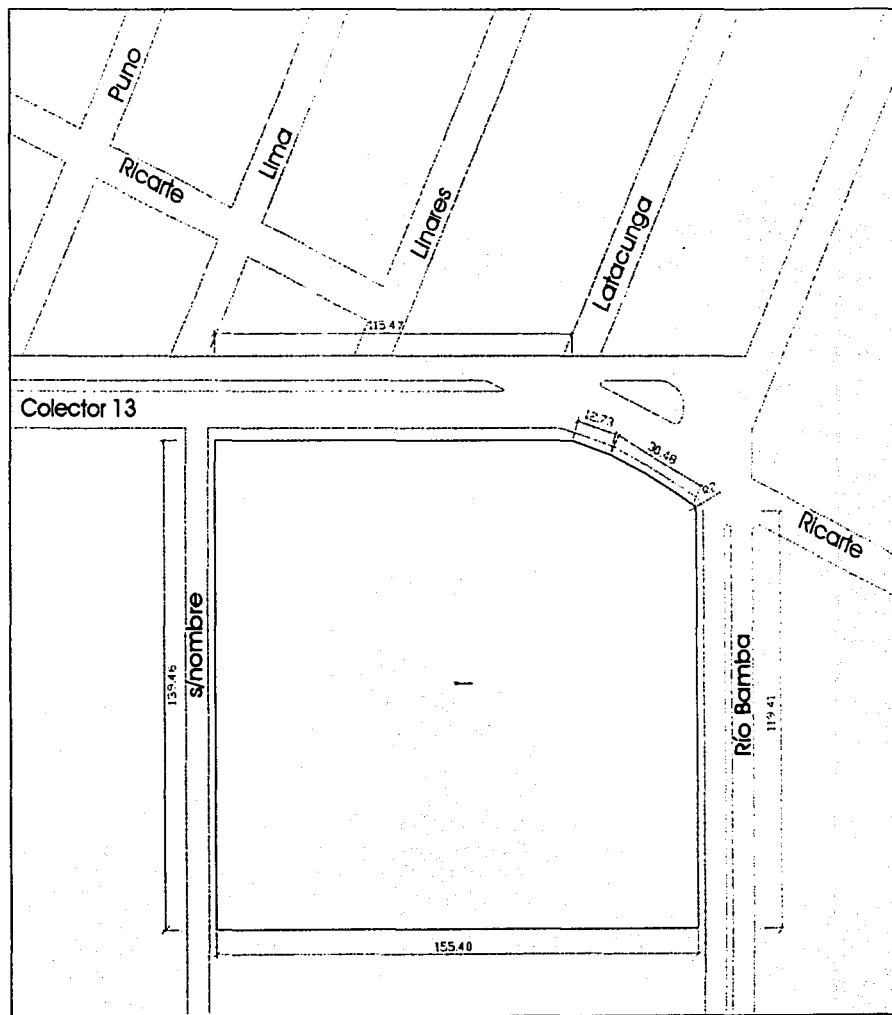 Puno
Lima
Ricarte
Linares
Latacunga
115.47
Colector 13
12.73
30.48
Ricarte
s/nombre
139.46
Río Bamba
119.41
155.40